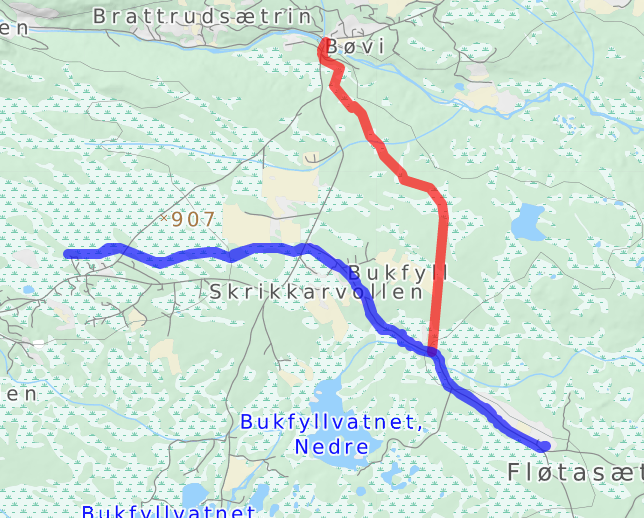 Brattrudsætrin
en
Bøvi
×907
Bukfyll
Skrikkarvollen
en
Bukfyllvatnet,
Nedre
Fløtasæt
Bukfyllvatnet